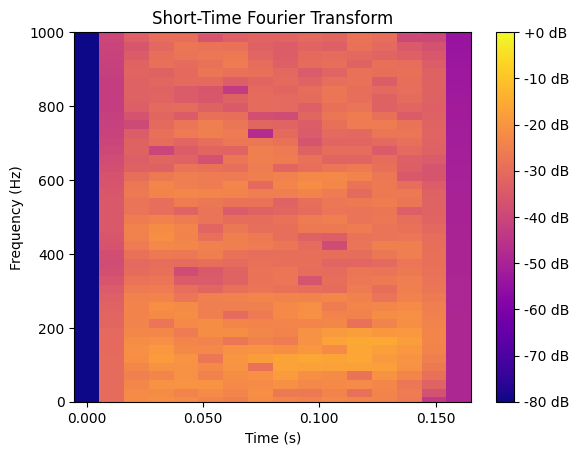 Short-Time Fourier Transform
1000
800
600
400
200
0
Frequency (Hz)
0.000
0.050
0.100
0.150
Time (s)
+0 dB
-10 dB
-20 dB
-30 dB
-40 dB
-50 dB
-60 dB
-70 dB
-80 dB